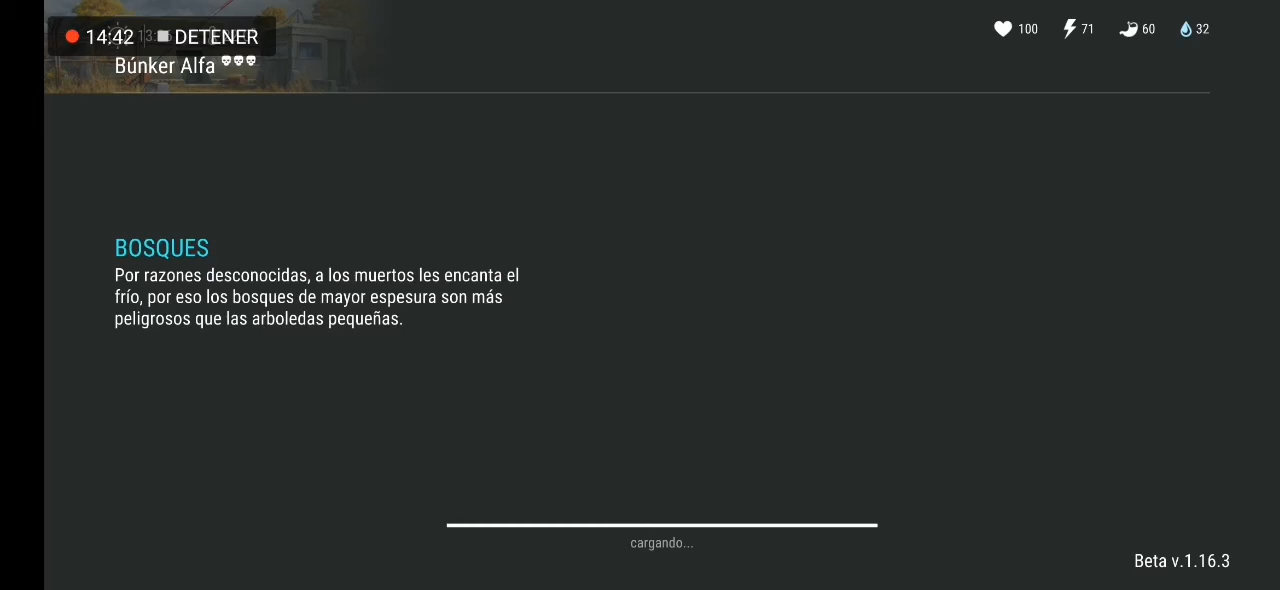 14:42 DETENER
100 71 60 32
Búnker Alfa
BOSQUES
Por razones desconocidas, a los muertos les encanta el
frío, por eso los bosques de mayor espesura son más
peligrosos que las arboledas pequeñas.
cargando...
Beta v.1.16.3